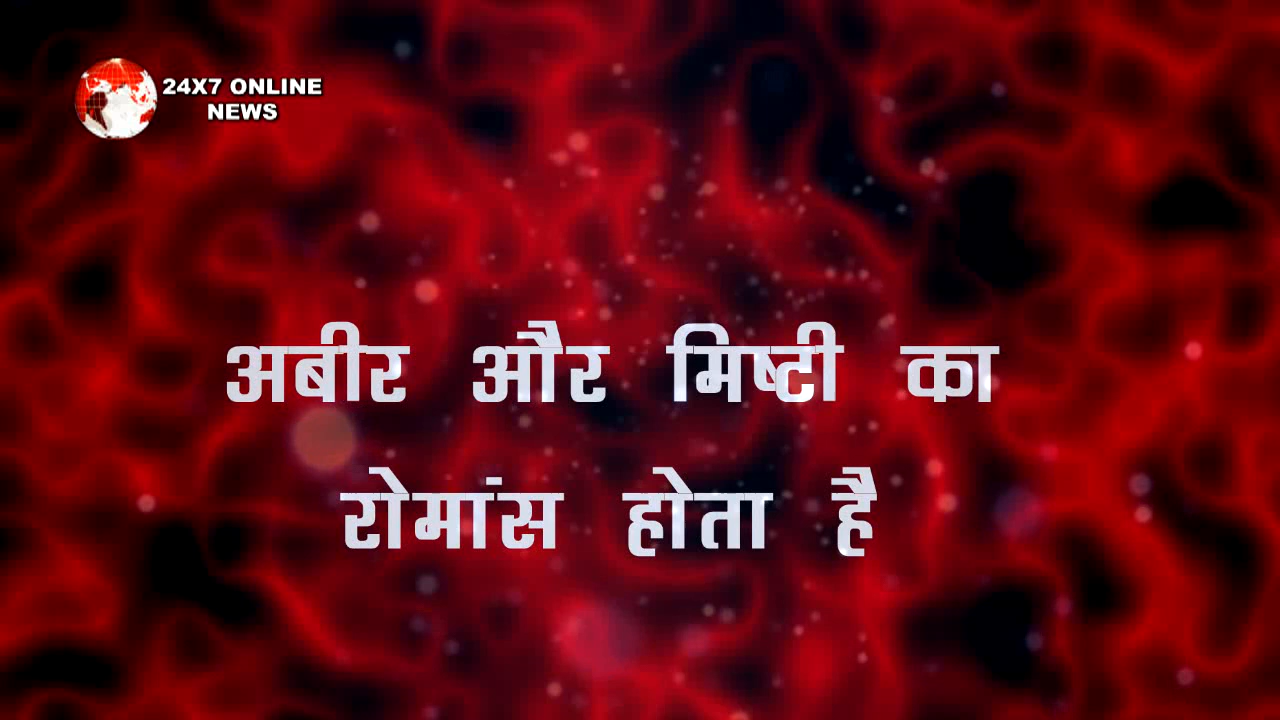 24X7 ONLINE
NEWS
अबीर और मिष्टी का
रोमांस होता है